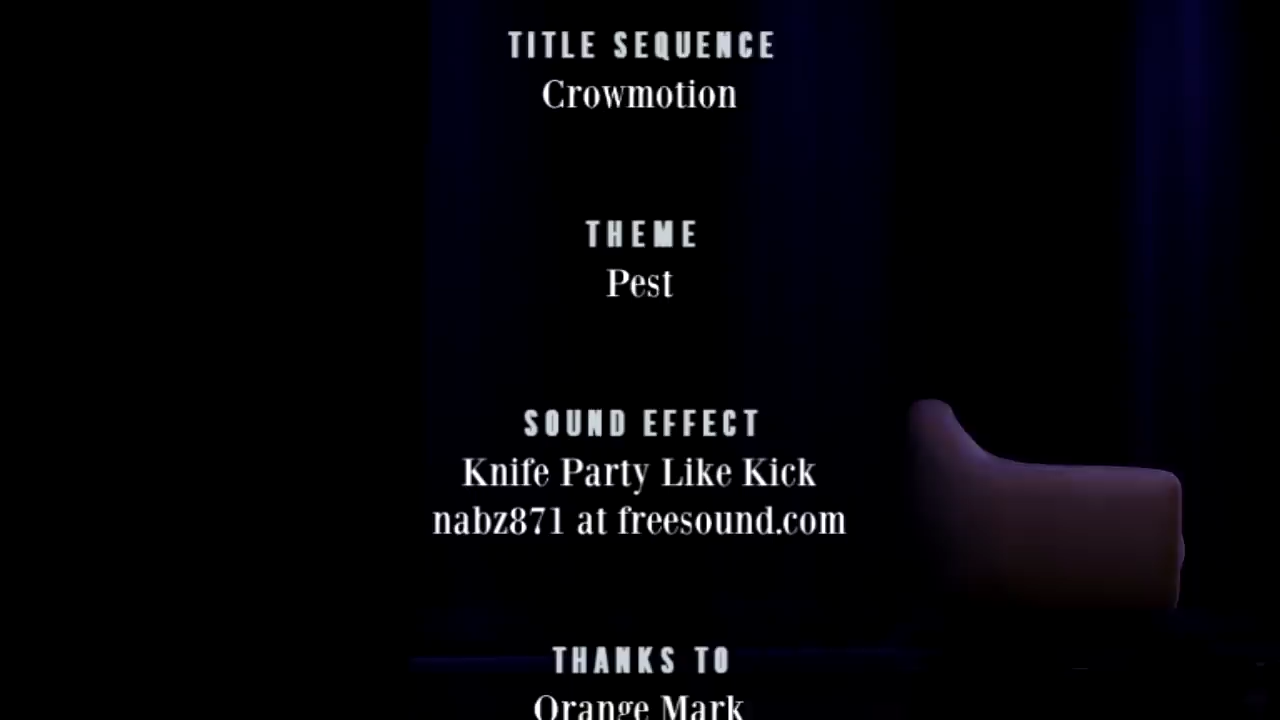 TITLE SEQUENCE
Crowmotion
THEME
Pest
SOUND EFFECT
Knife Party Like Kick
nabz871 at freesound.com
THANKS TO
Orange Mark